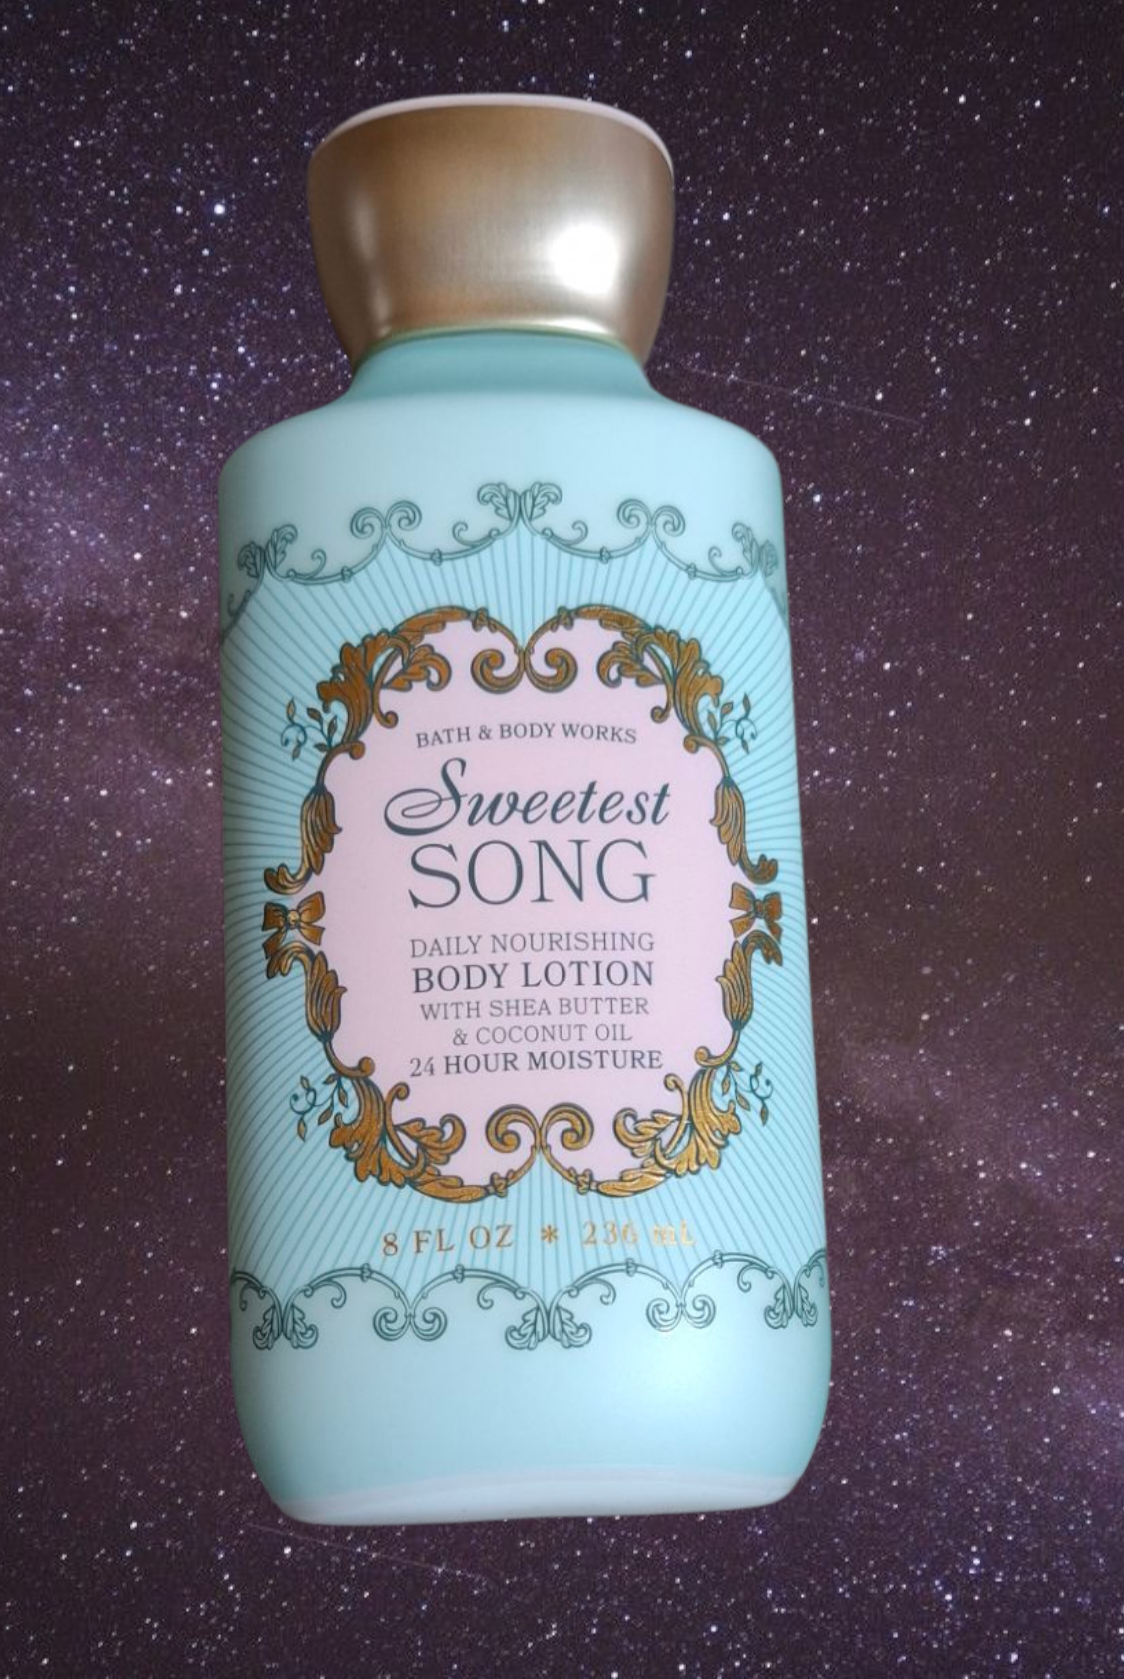 BATH & BODY WORKS
Sweetest
SONG
DAILY NOURISHING
BODY LOTION
WITH SHEA BUTTER
& COCONUT OIL
24 HOUR MOISTURE
8 FL OZ * 236 mL